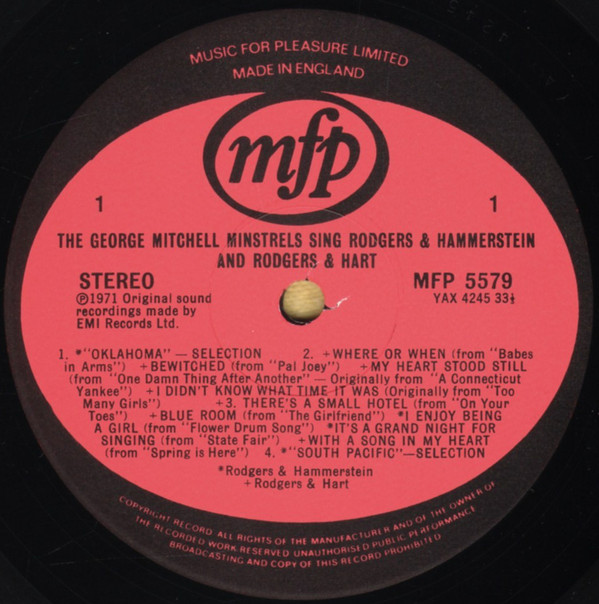 MUSIC FOR PLEASURE LIMITED
MADE IN ENGLAND
mfp
1 1
THE GEORGE MITCHELL MINSTRELS SING RODGERS & HAMMERSTEIN
AND RODGERS & HART
STEREO MFP 5579
Ⓟ1971 Original sound YAX 4245 33⅓
recordings made by
EMI Records Ltd.
1. *"OKLAHOMA" — SELECTION 2. +WHERE OR WHEN (from "Babes
in Arms") +BEWITCHED (from "Pal Joey") +MY HEART STOOD STILL
(from "One Damn Thing After Another" — Originally from "A Connecticut
Yankee") +I DIDN'T KNOW WHAT TIME IT WAS (Originally from "Too
Many Girls") +3. THERE'S A SMALL HOTEL (from "On Your
Toes") +BLUE ROOM (from "The Girlfriend") *I ENJOY BEING
A GIRL (from "Flower Drum Song") *IT'S A GRAND NIGHT FOR
SINGING (from "State Fair") +WITH A SONG IN MY HEART
(from "Spring is Here") 4. *"SOUTH PACIFIC"—SELECTION
*Rodgers & Hammerstein
+Rodgers & Hart
COPYRIGHT RECORD ALL RIGHTS OF THE MANUFACTURER AND OF THE OWNER OF
THE RECORDED WORK RESERVED UNAUTHORISED PUBLIC PERFORMANCE
BROADCASTING AND COPY OF THIS RECORD PROHIBITED